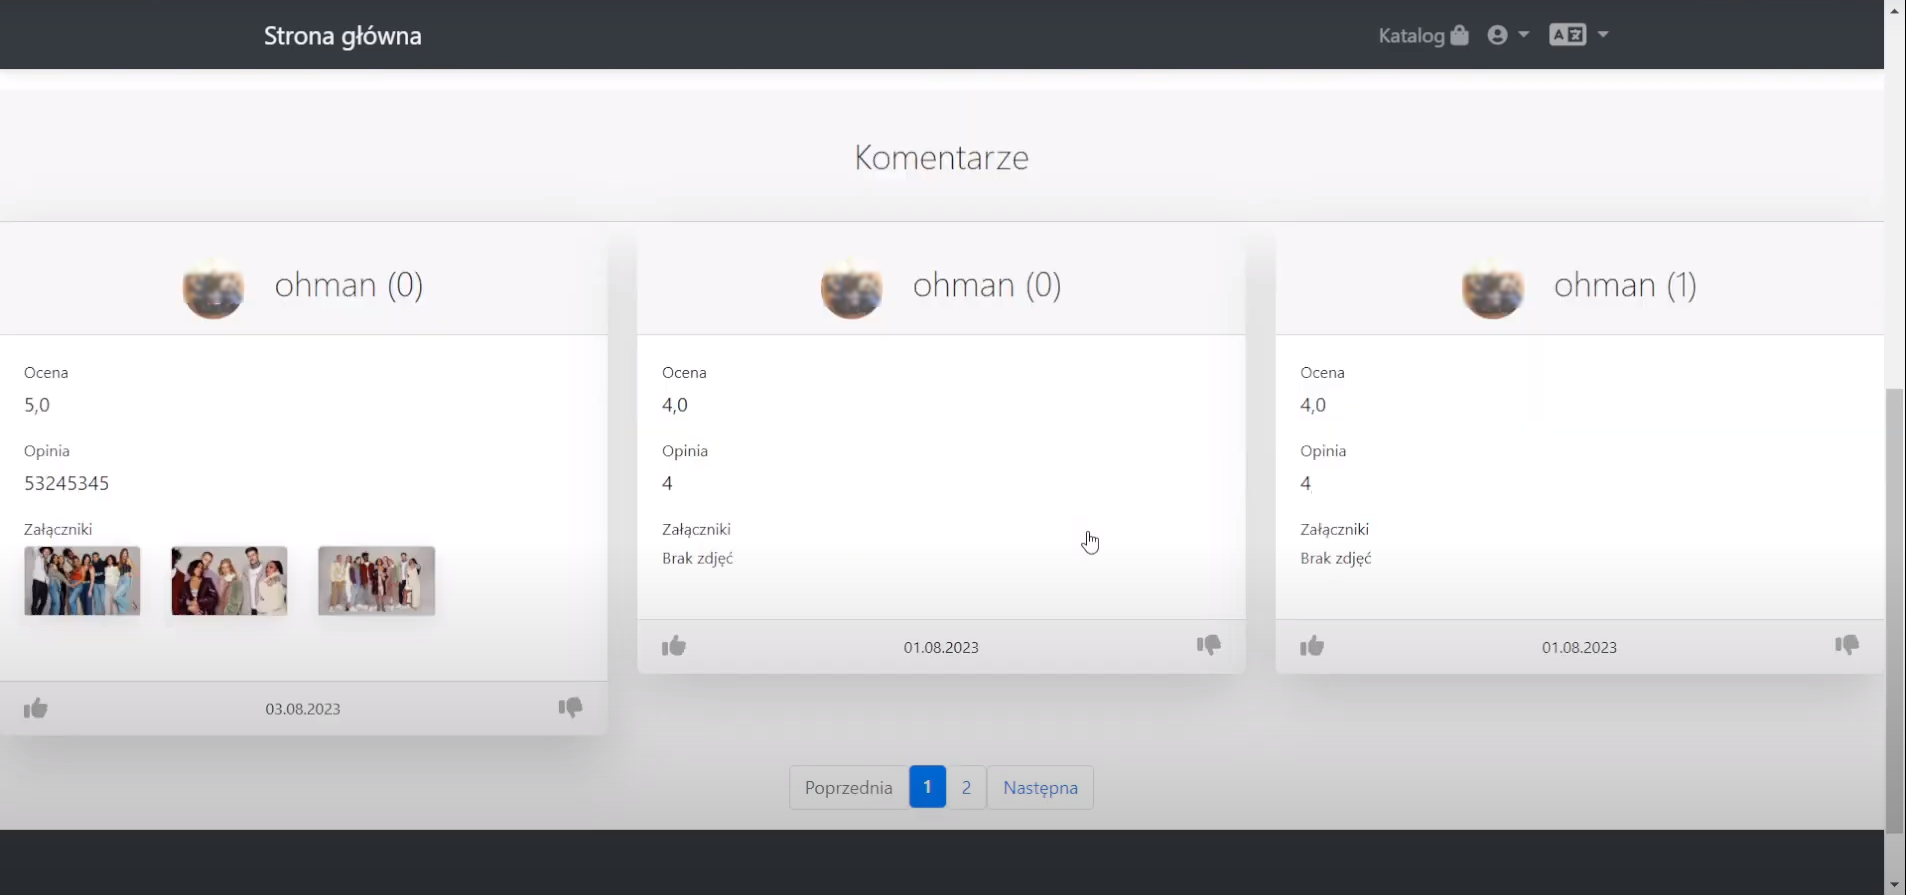 Strona główna
Katalog
Komentarze
ohman (0)
Ocena
5,0
Opinia
53245345
Załączniki
03.08.2023
ohman (0)
Ocena
4,0
Opinia
4
Załączniki
Brak zdjęć
01.08.2023
ohman (1)
Ocena
4,0
Opinia
4
Załączniki
Brak zdjęć
01.08.2023
Poprzednia 1 2 Następna